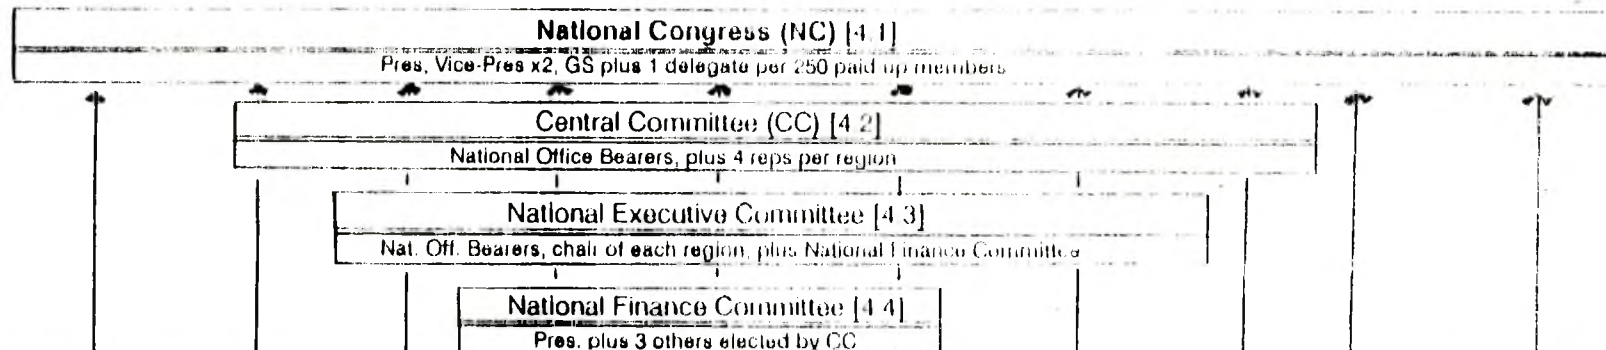 National Congress (NC) [4.1]
Pres, Vice-Pres x2, GS plus 1 delegate per 250 paid up members
Central Committee (CC) [4.2]
National Office Bearers, plus 4 reps per region
National Executive Committee [4.3]
Nat. Off. Bearers, chair of each region, plus National Finance Committee
National Finance Committee [4.4]
Pres. plus 3 others elected by CC